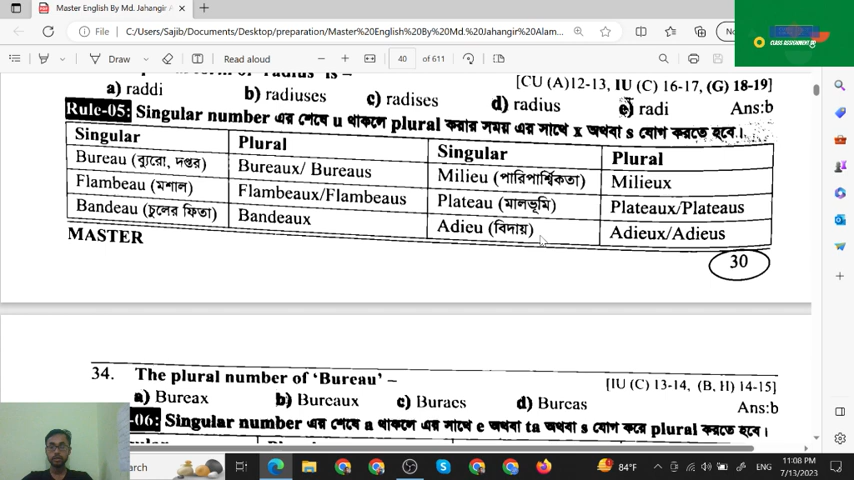 Master English By Md. Jahangir A
File
C:/Users/Sajib/Documents/Desktop/preparation/Master%20English%20By%20Md.%20Jahangir%20Alam...
Draw
Read aloud
40 of 611
CLASS ASSIGNMENT
is –
[CU (A)12-13, IU (C) 16-17, (G) 18-19]
a) raddi b) radiuses c) radises d) radius e) radi Ans:b
Rule-05: Singular number এর শেষে u থাকলে plural করার সময় এর সাথে x অথবা s যোগ করতে হবে।
Singular Plural Singular Plural
Bureau (ব্যুরো, দপ্তর) Bureaux/ Bureaus Milieu (পারিপার্শ্বিকতা) Milieux
Flambeau (মশাল) Flambeaux/Flambeaus Plateau (মালভূমি) Plateaux/Plateaus
Bandeau (চুলের ফিতা) Bandeaux Adieu (বিদায়) Adieux/Adieus
MASTER
30
34. The plural number of ‘Bureau’ –
[IU (C) 13-14, (B, H) 14-15]
a) Bureax b) Bureaux c) Buraes d) Bureas Ans:b
-06: Singular number এর শেষে a থাকলে এর সাথে e অথবা ta অথবা s যোগ করে plural করতে হবে।
arch
84°F
ENG
11:08 PM
7/13/2023